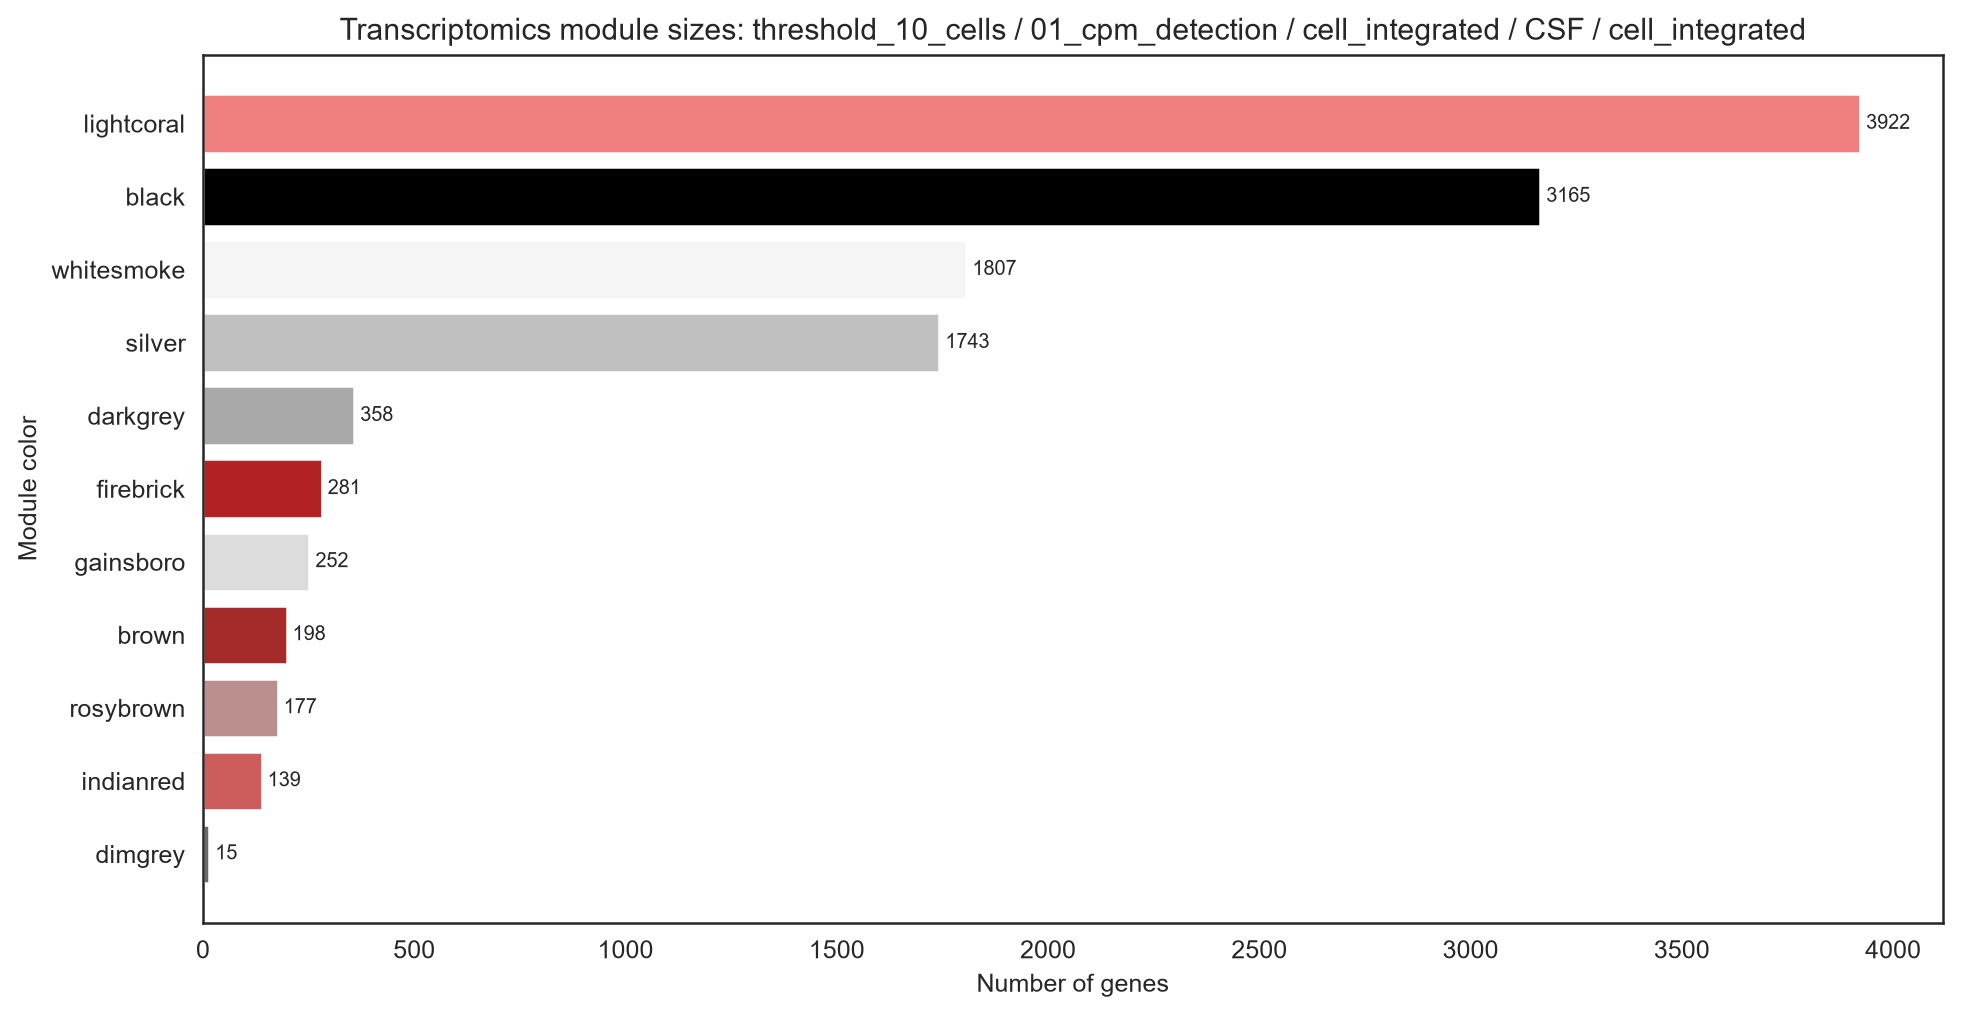 Transcriptomics module sizes: threshold_10_cells / 01_cpm_detection / cell_integrated / CSF / cell_integrated
Module color
lightcoral 3922
black 3165
whitesmoke 1807
silver 1743
darkgrey 358
firebrick 281
gainsboro 252
brown 198
rosybrown 177
indianred 139
dimgrey 15
0 500 1000 1500 2000 2500 3000 3500 4000
Number of genes